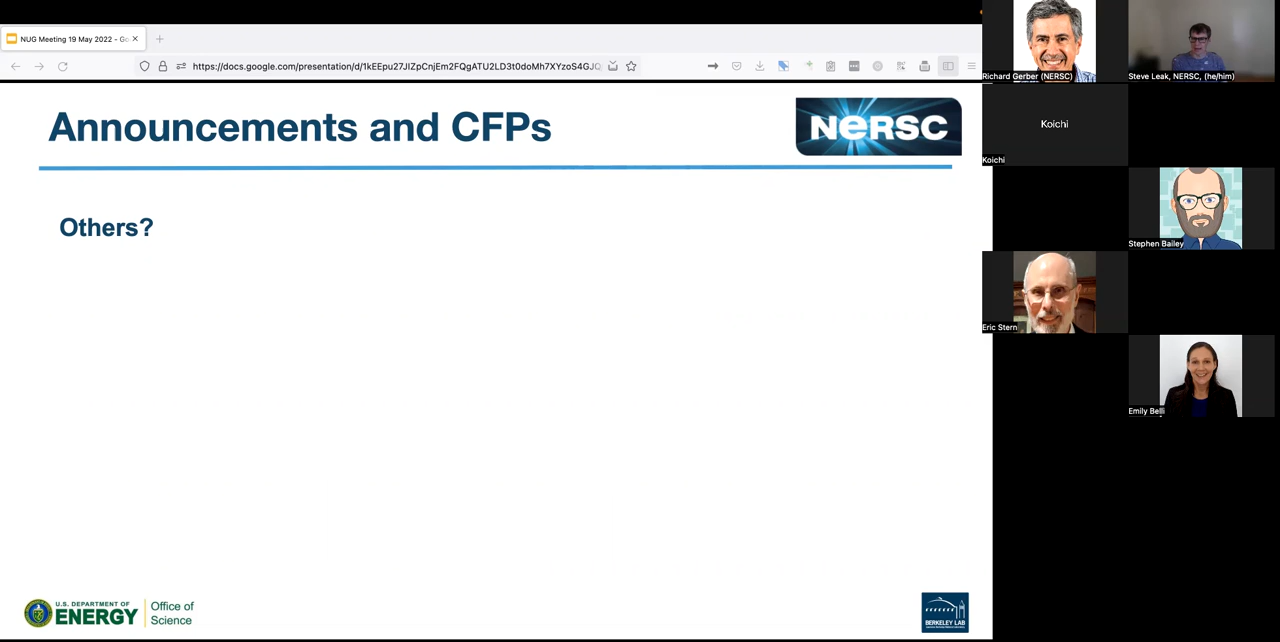 NUG Meeting 19 May 2022 - Go
https://docs.google.com/presentation/d/1kEEpu27JIZpCnjEm2FQgATU2LD3t0doMh7XYzoS4GJQ
Announcements and CFPs
NERSC
Others?
U.S. DEPARTMENT OF
ENERGY
Office of
Science
BERKELEY LAB
Richard Gerber (NERSC)
Steve Leak, NERSC, (he/him)
Koichi
Koichi
Stephen Bailey
Eric Stern
Emily Belli